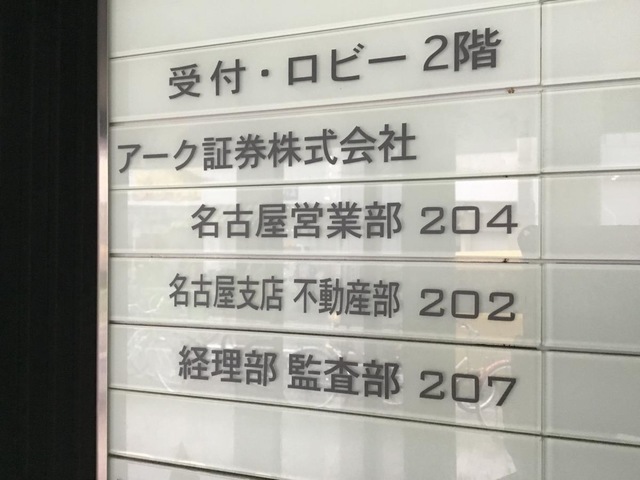 受付・ロビー 2階
アーク証券株式会社
名古屋営業部 204
名古屋支店 不動産部 202
経理部 監査部 207